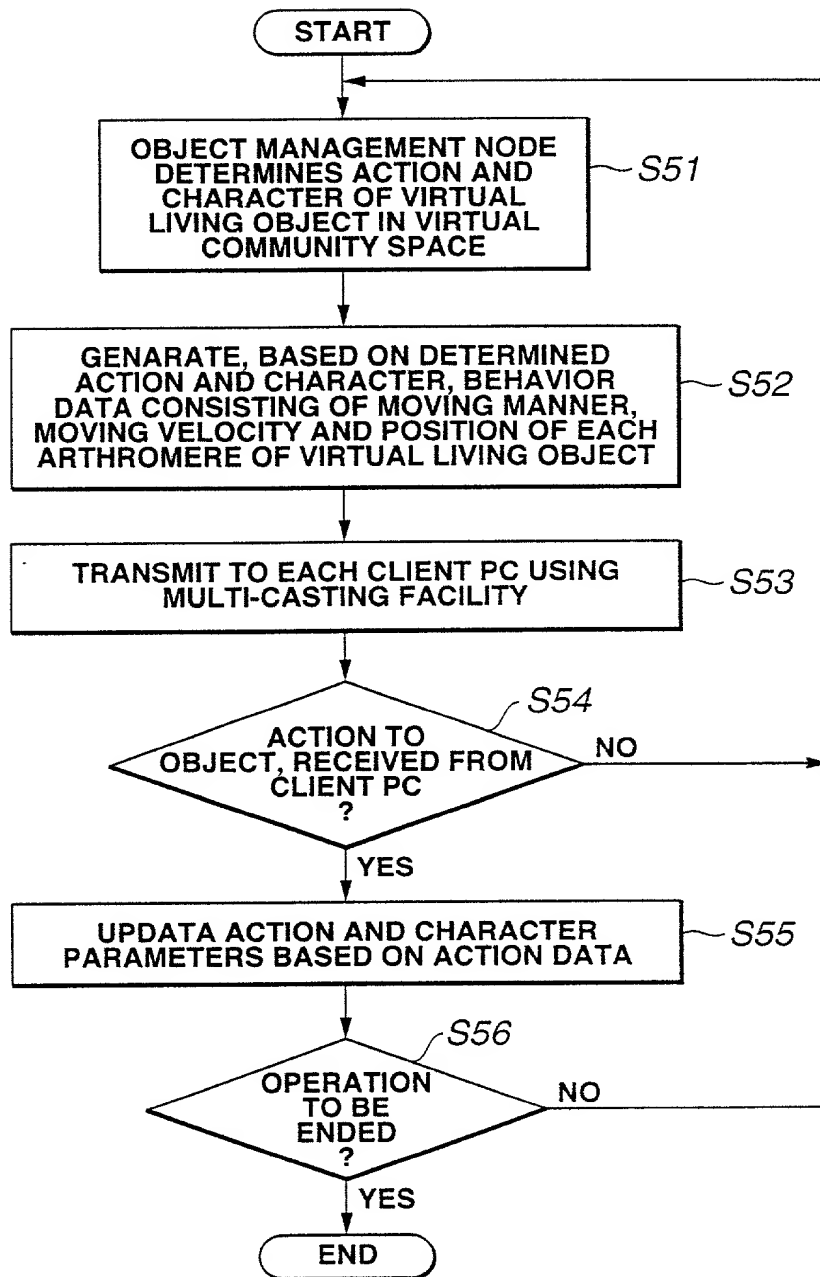 START
OBJECT MANAGEMENT NODE
DETERMINES ACTION AND
CHARACTER OF VIRTUAL
LIVING OBJECT IN VIRTUAL
COMMUNITY SPACE
S51
GENARATE, BASED ON DETERMINED
ACTION AND CHARACTER, BEHAVIOR
DATA CONSISTING OF MOVING MANNER,
MOVING VELOCITY AND POSITION OF EACH
ARTHROMERE OF VIRTUAL LIVING OBJECT
S52
TRANSMIT TO EACH CLIENT PC USING
MULTI-CASTING FACILITY
S53
S54
ACTION TO
OBJECT, RECEIVED FROM
CLIENT PC
?
NO
YES
UPDATA ACTION AND CHARACTER
PARAMETERS BASED ON ACTION DATA
S55
S56
OPERATION
TO BE
ENDED
?
NO
YES
END